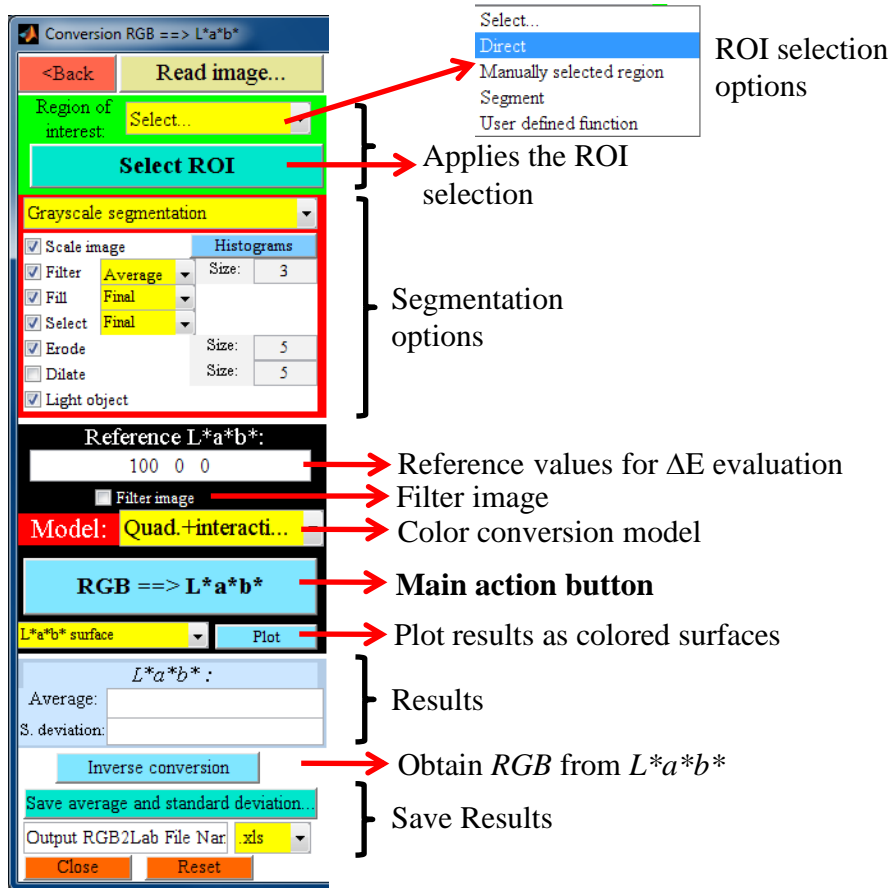 Conversion RGB ==> L*a*b*
<Back
Read image...
Region of
interest:
Select...
Select ROI
Select...
Direct
Manually selected region
Segment
User defined function
ROI selection
options
Applies the ROI
selection
Grayscale segmentation
Scale image
Histograms
Filter
Average
Size:
3
Fill
Final
Select
Final
Erode
Size:
5
Dilate
Size:
5
Light object
Segmentation
options
Reference L*a*b*:
100 0 0
Reference values for ΔE evaluation
Filter image
Filter image
Model:
Quad.+interacti...
Color conversion model
RGB ==> L*a*b*
Main action button
L*a*b* surface
Plot
Plot results as colored surfaces
L*a*b* :
Average:
S. deviation:
Results
Inverse conversion
Obtain RGB from L*a*b*
Save average and standard deviation...
Output RGB2Lab File Nar
.xls
Save Results
Close
Reset